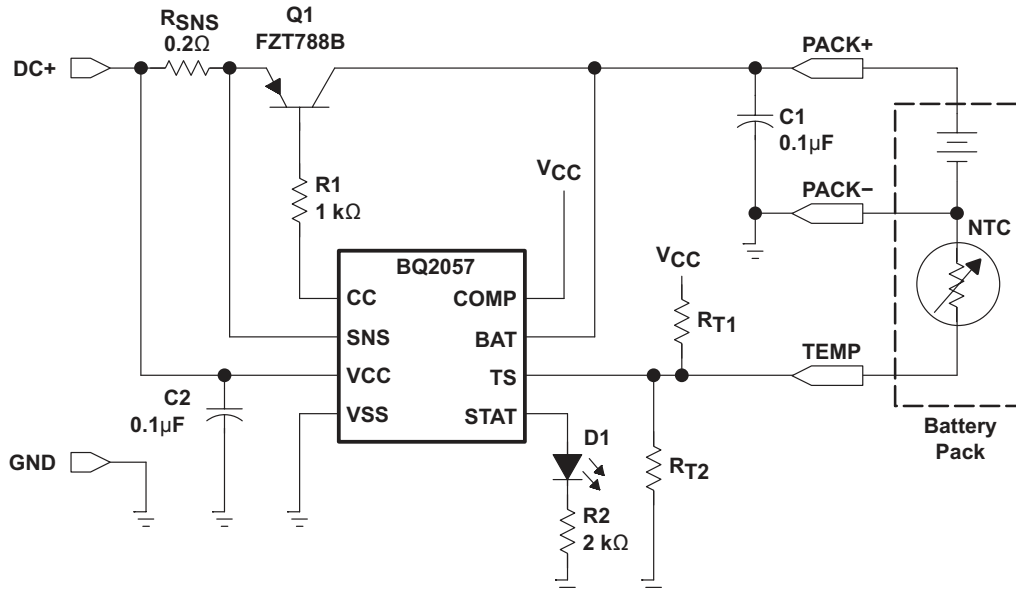 DC+
RSNS
0.2Ω
Q1
FZT788B
PACK+
C1
0.1µF
R1
1 kΩ
VCC
PACK−
NTC
BQ2057
CC
COMP
SNS
BAT
VCC
TS
VSS
STAT
VCC
RT1
TEMP
C2
0.1µF
D1
RT2
R2
2 kΩ
GND
Battery
Pack